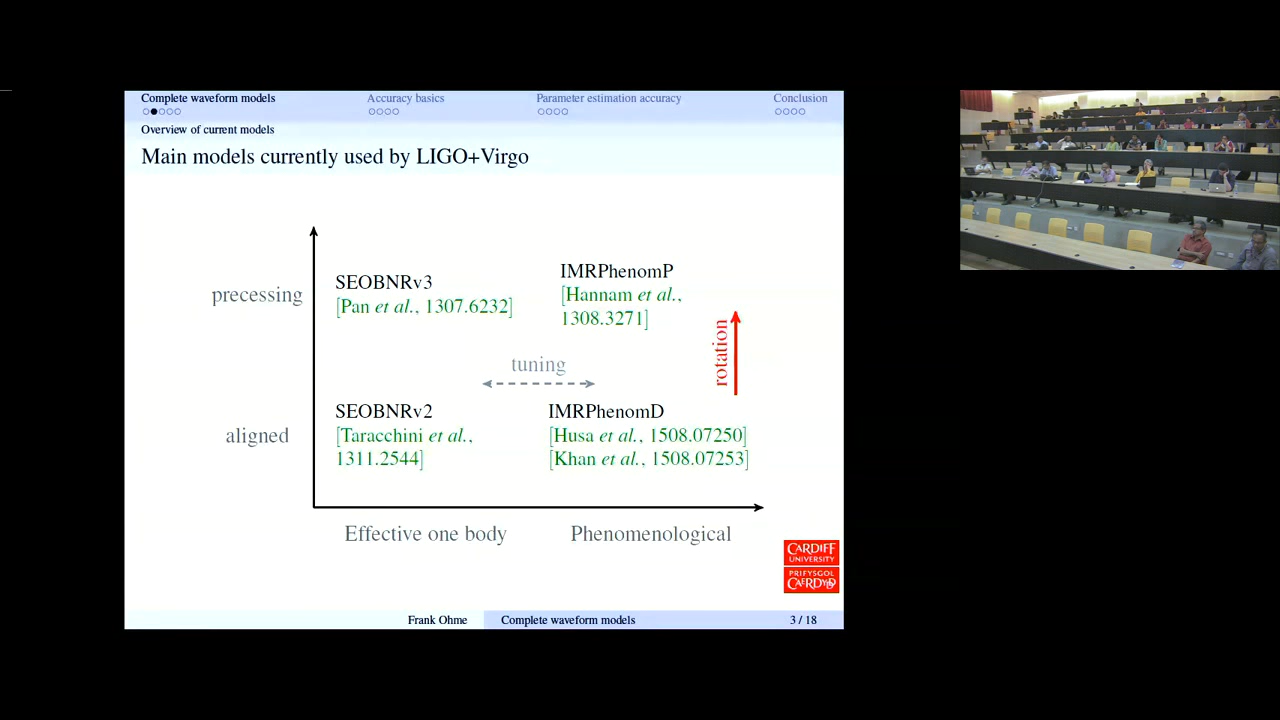 Complete waveform models Accuracy basics Parameter estimation accuracy Conclusion
Overview of current models
Main models currently used by LIGO+Virgo
precessing
SEOBNRv3
[Pan et al., 1307.6232]
IMRPhenomP
[Hannam et al.,
1308.3271]
rotation
tuning
aligned
SEOBNRv2
[Taracchini et al.,
1311.2544]
IMRPhenomD
[Husa et al., 1508.07250]
[Khan et al., 1508.07253]
Effective one body Phenomenological
CARDIFF
UNIVERSITY
PRIFYSGOL
CAERDYDD
Frank Ohme Complete waveform models 3 / 18